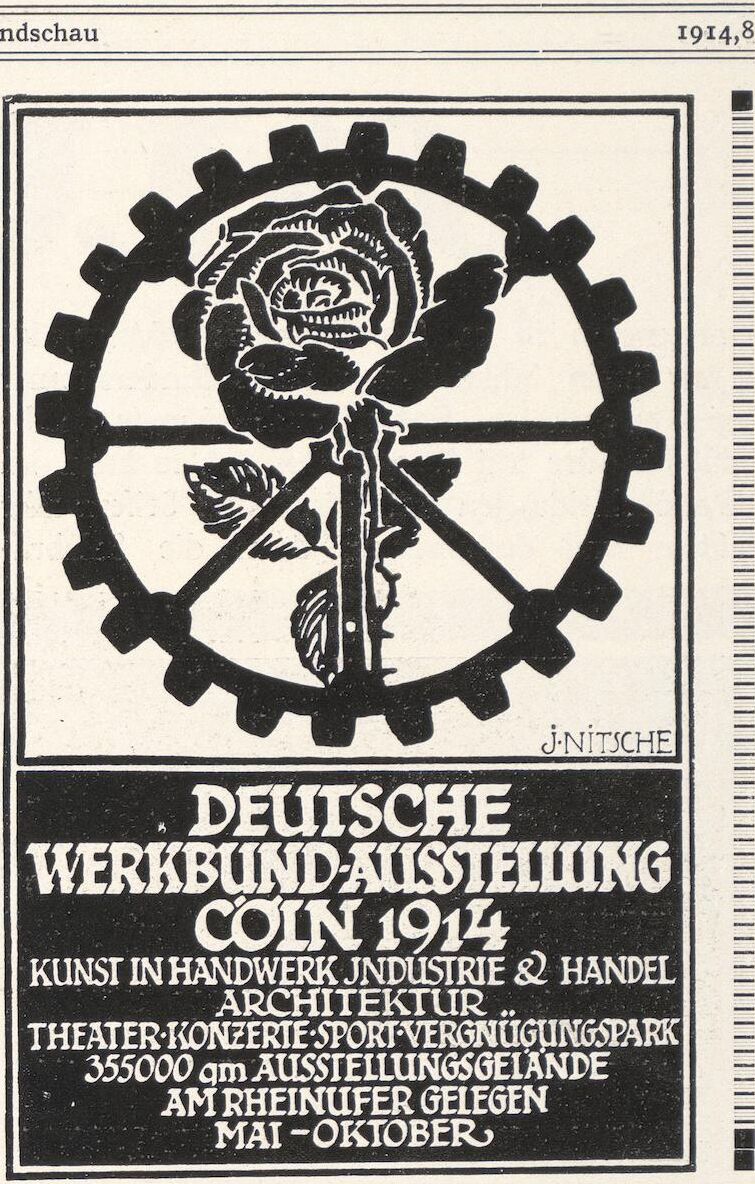 ndschau 1914,8
J·NITSCHE
DEUTSCHE
WERKBUND-AUSSTELLUNG
CÖLN 1914
KUNST IN HANDWERK JNDUSTRIE & HANDEL
ARCHITEKTUR
THEATER·KONZERTE·SPORT·VERGNÜGUNGSPARK
355000 qm AUSSTELLUNGSGELÄNDE
AM RHEINUFER GELEGEN
MAI – OKTOBER